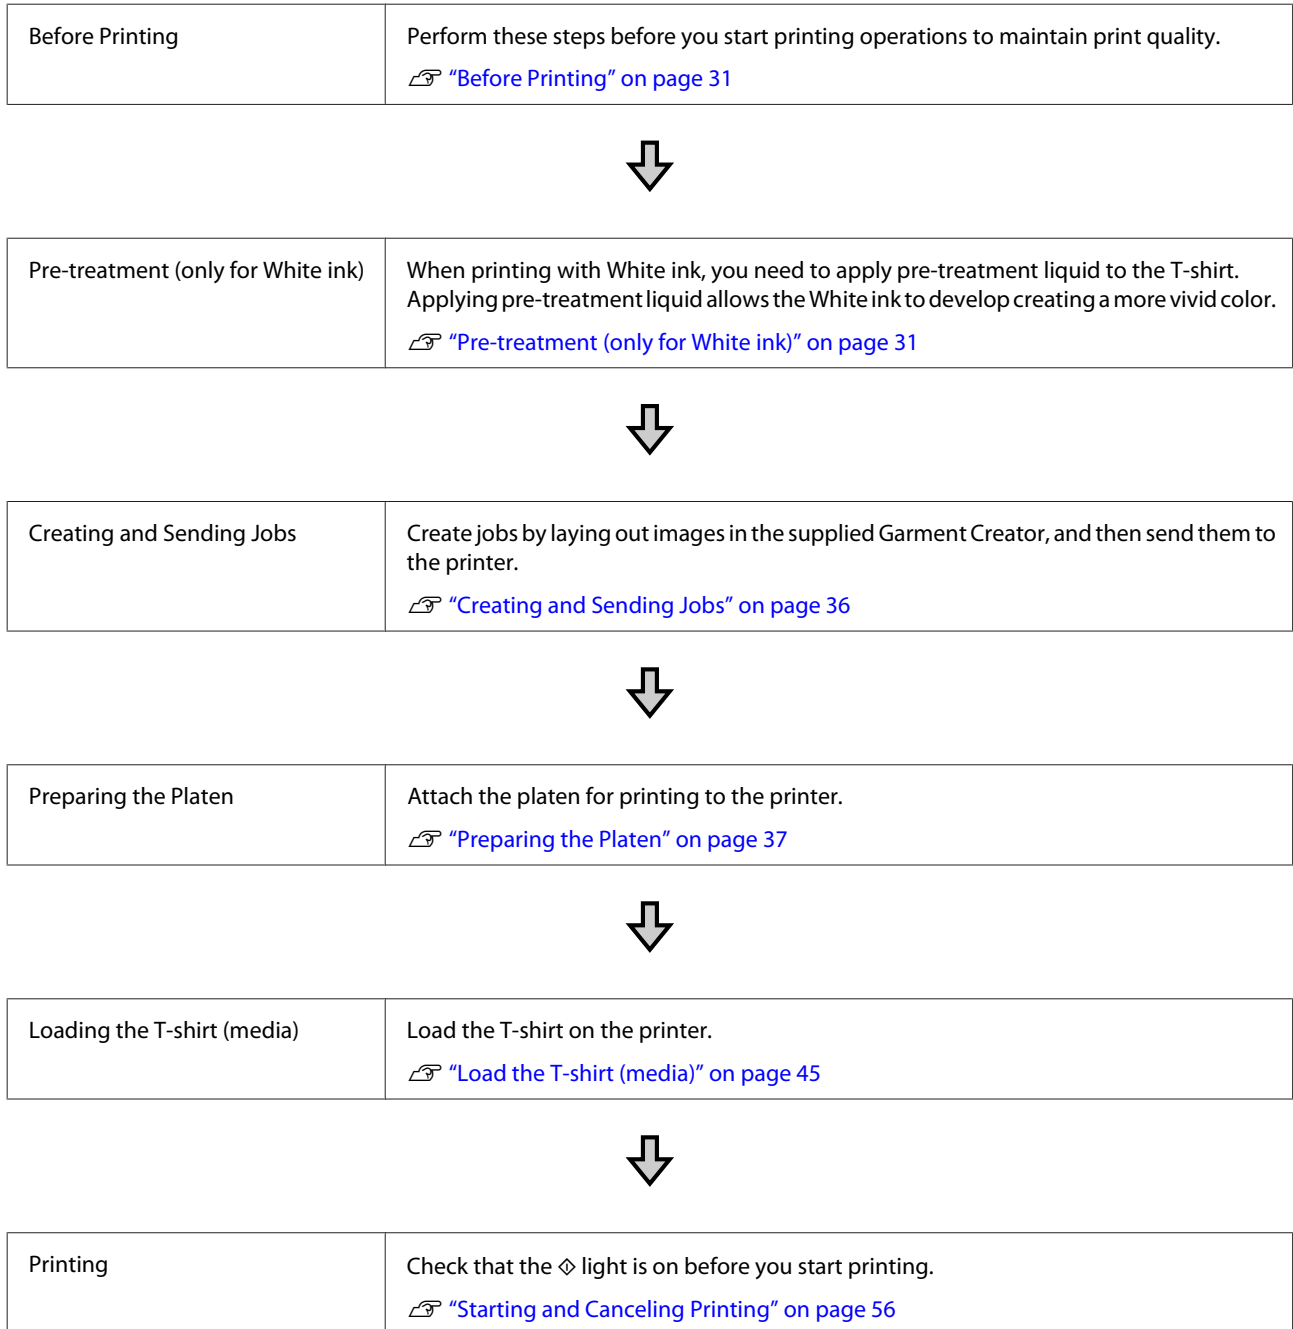 Before Printing
Perform these steps before you start printing operations to maintain print quality.
“Before Printing” on page 31
Pre-treatment (only for White ink)
When printing with White ink, you need to apply pre-treatment liquid to the T-shirt.
Applying pre-treatment liquid allows the White ink to develop creating a more vivid color.
“Pre-treatment (only for White ink)” on page 31
Creating and Sending Jobs
Create jobs by laying out images in the supplied Garment Creator, and then send them to
the printer.
“Creating and Sending Jobs” on page 36
Preparing the Platen
Attach the platen for printing to the printer.
“Preparing the Platen” on page 37
Loading the T-shirt (media)
Load the T-shirt on the printer.
“Load the T-shirt (media)” on page 45
Printing
Check that the light is on before you start printing.
“Starting and Canceling Printing” on page 56